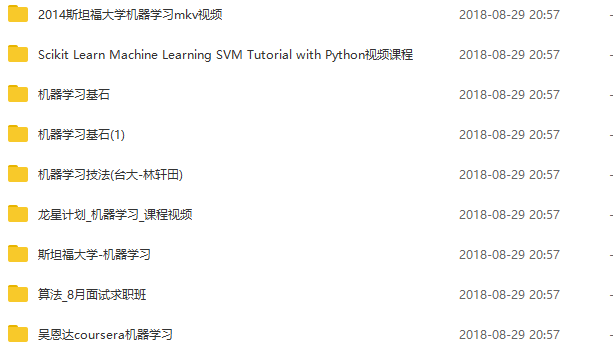 2014斯坦福大学机器学习mkv视频 2018-08-29 20:57
Scikit Learn Machine Learning SVM Tutorial with Python视频课程 2018-08-29 20:57
机器学习基石 2018-08-29 20:57
机器学习基石(1) 2018-08-29 20:57
机器学习技法(台大-林轩田) 2018-08-29 20:57
龙星计划_机器学习_课程视频 2018-08-29 20:57
斯坦福大学-机器学习 2018-08-29 20:57
算法_8月面试求职班 2018-08-29 20:57
吴恩达coursera机器学习 2018-08-29 20:57